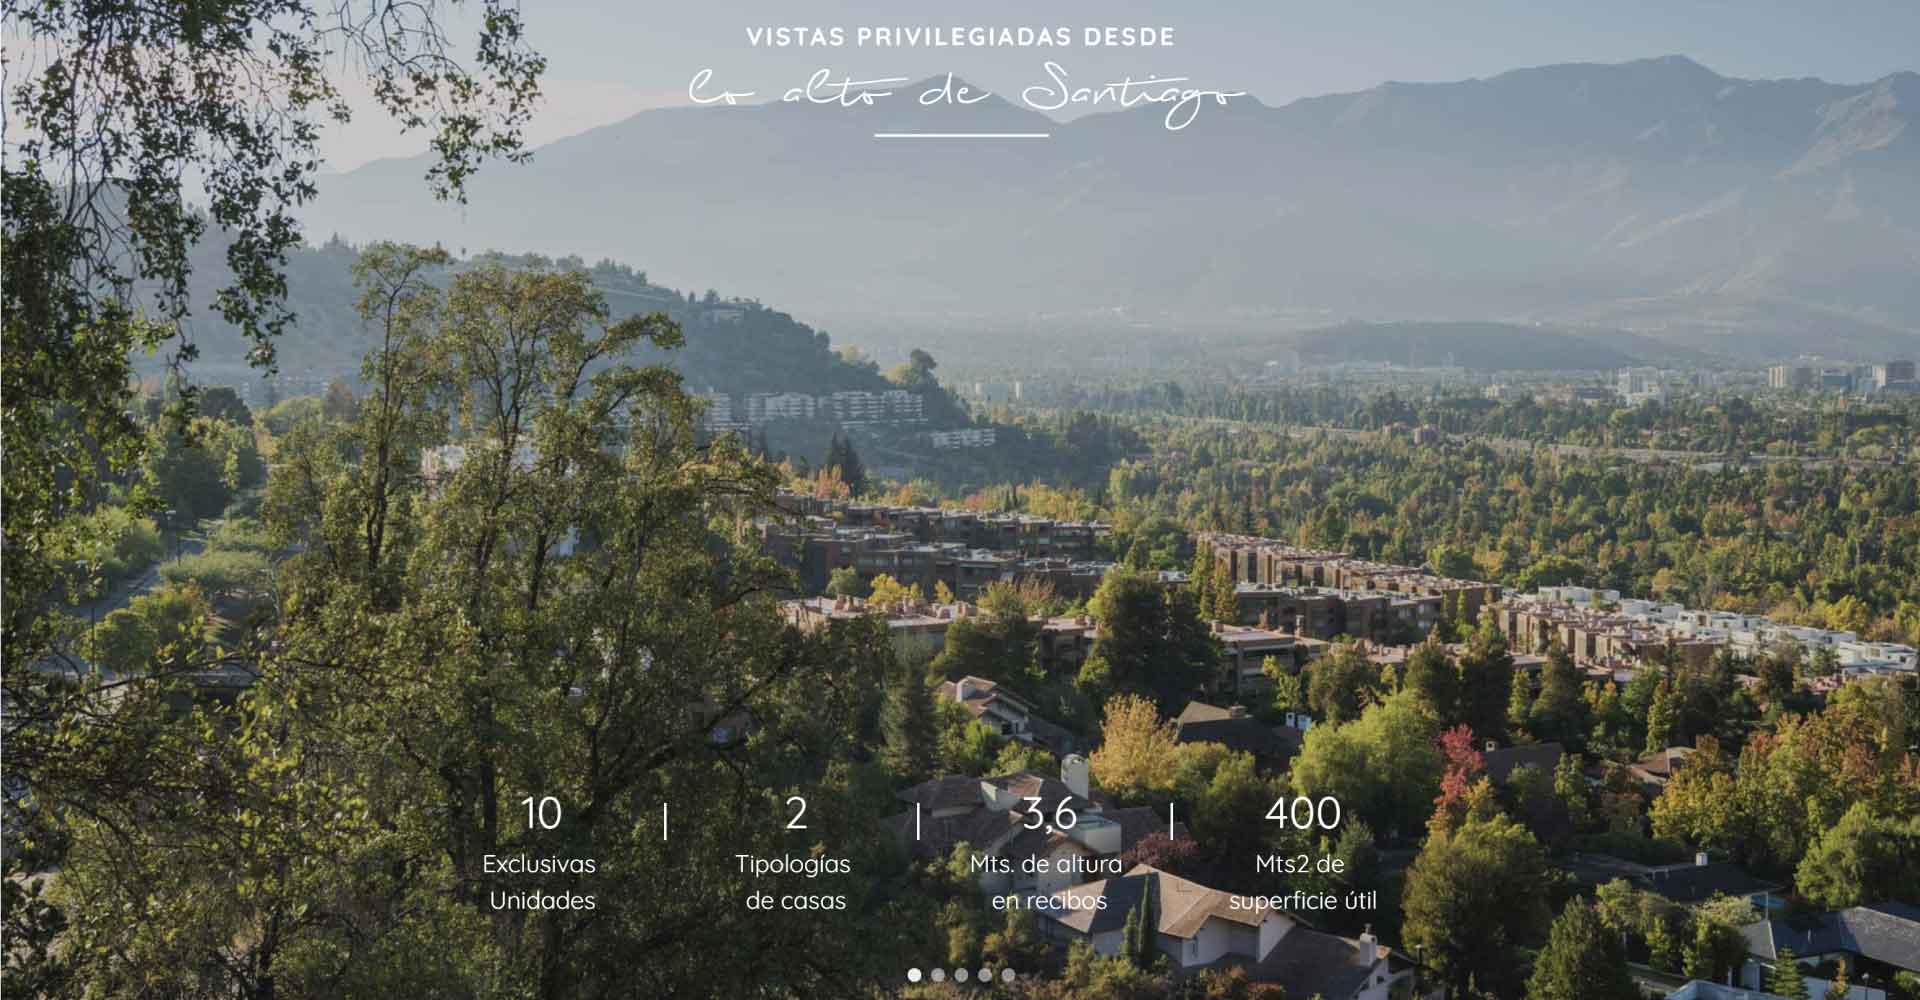 VISTAS PRIVILEGIADAS DESDE
lo alto de Santiago
10
Exclusivas
Unidades
2
Tipologías
de casas
3,6
Mts. de altura
en recibos
400
Mts2 de
superficie útil